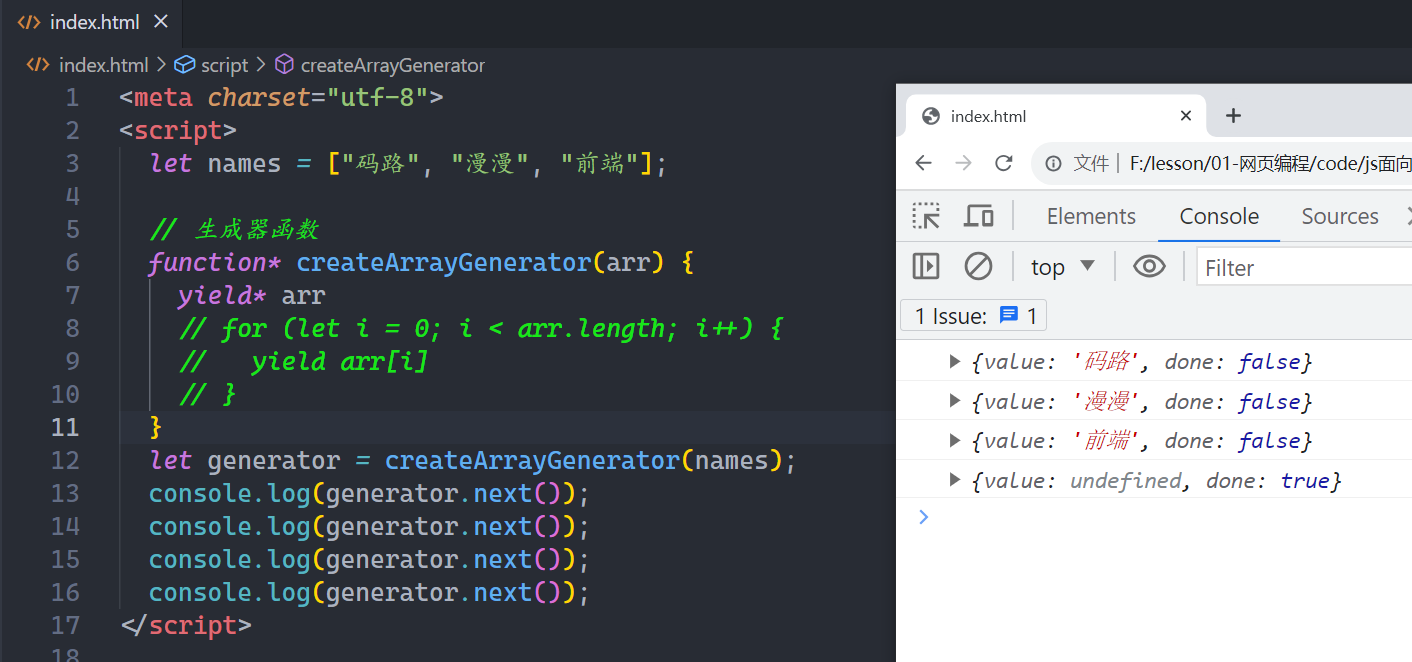 index.html
index.html > script > createArrayGenerator
1 <meta charset="utf-8">
2 <script>
3 let names = ["码路", "漫漫", "前端"];
4
5 // 生成器函数
6 function* createArrayGenerator(arr) {
7 yield* arr
8 // for (let i = 0; i < arr.length; i++) {
9 //   yield arr[i]
10 // }
11 }
12 let generator = createArrayGenerator(names);
13 console.log(generator.next());
14 console.log(generator.next());
15 console.log(generator.next());
16 console.log(generator.next());
17 </script>
18
index.html
文件 | F:/lesson/01-网页编程/code/js面向
Elements Console Sources
top Filter
1 Issue: 1
{value: '码路', done: false}
{value: '漫漫', done: false}
{value: '前端', done: false}
{value: undefined, done: true}